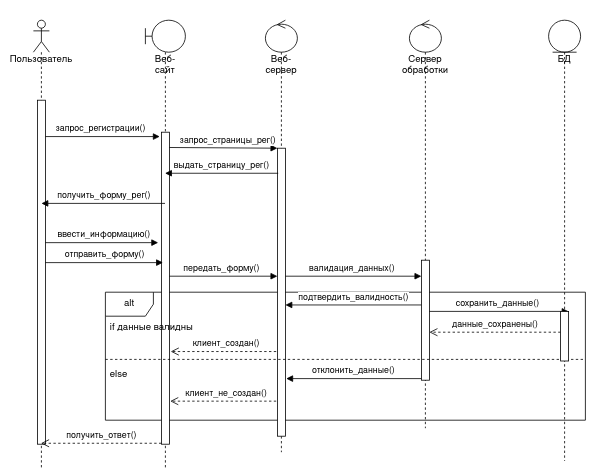 Пользователь
Веб-
сайт
Веб-
сервер
Сервер
обработки
БД
запрос_регистрации()
запрос_страницы_рег()
выдать_страницу_рег()
получить_форму_рег()
ввести_информацию()
отправить_форму()
передать_форму()
валидация_данных()
alt
подтвердить_валидность()
сохранить_данные()
if данные валидны
данные_сохранены()
клиент_создан()
else
отклонить_данные()
клиент_не_создан()
получить_ответ()